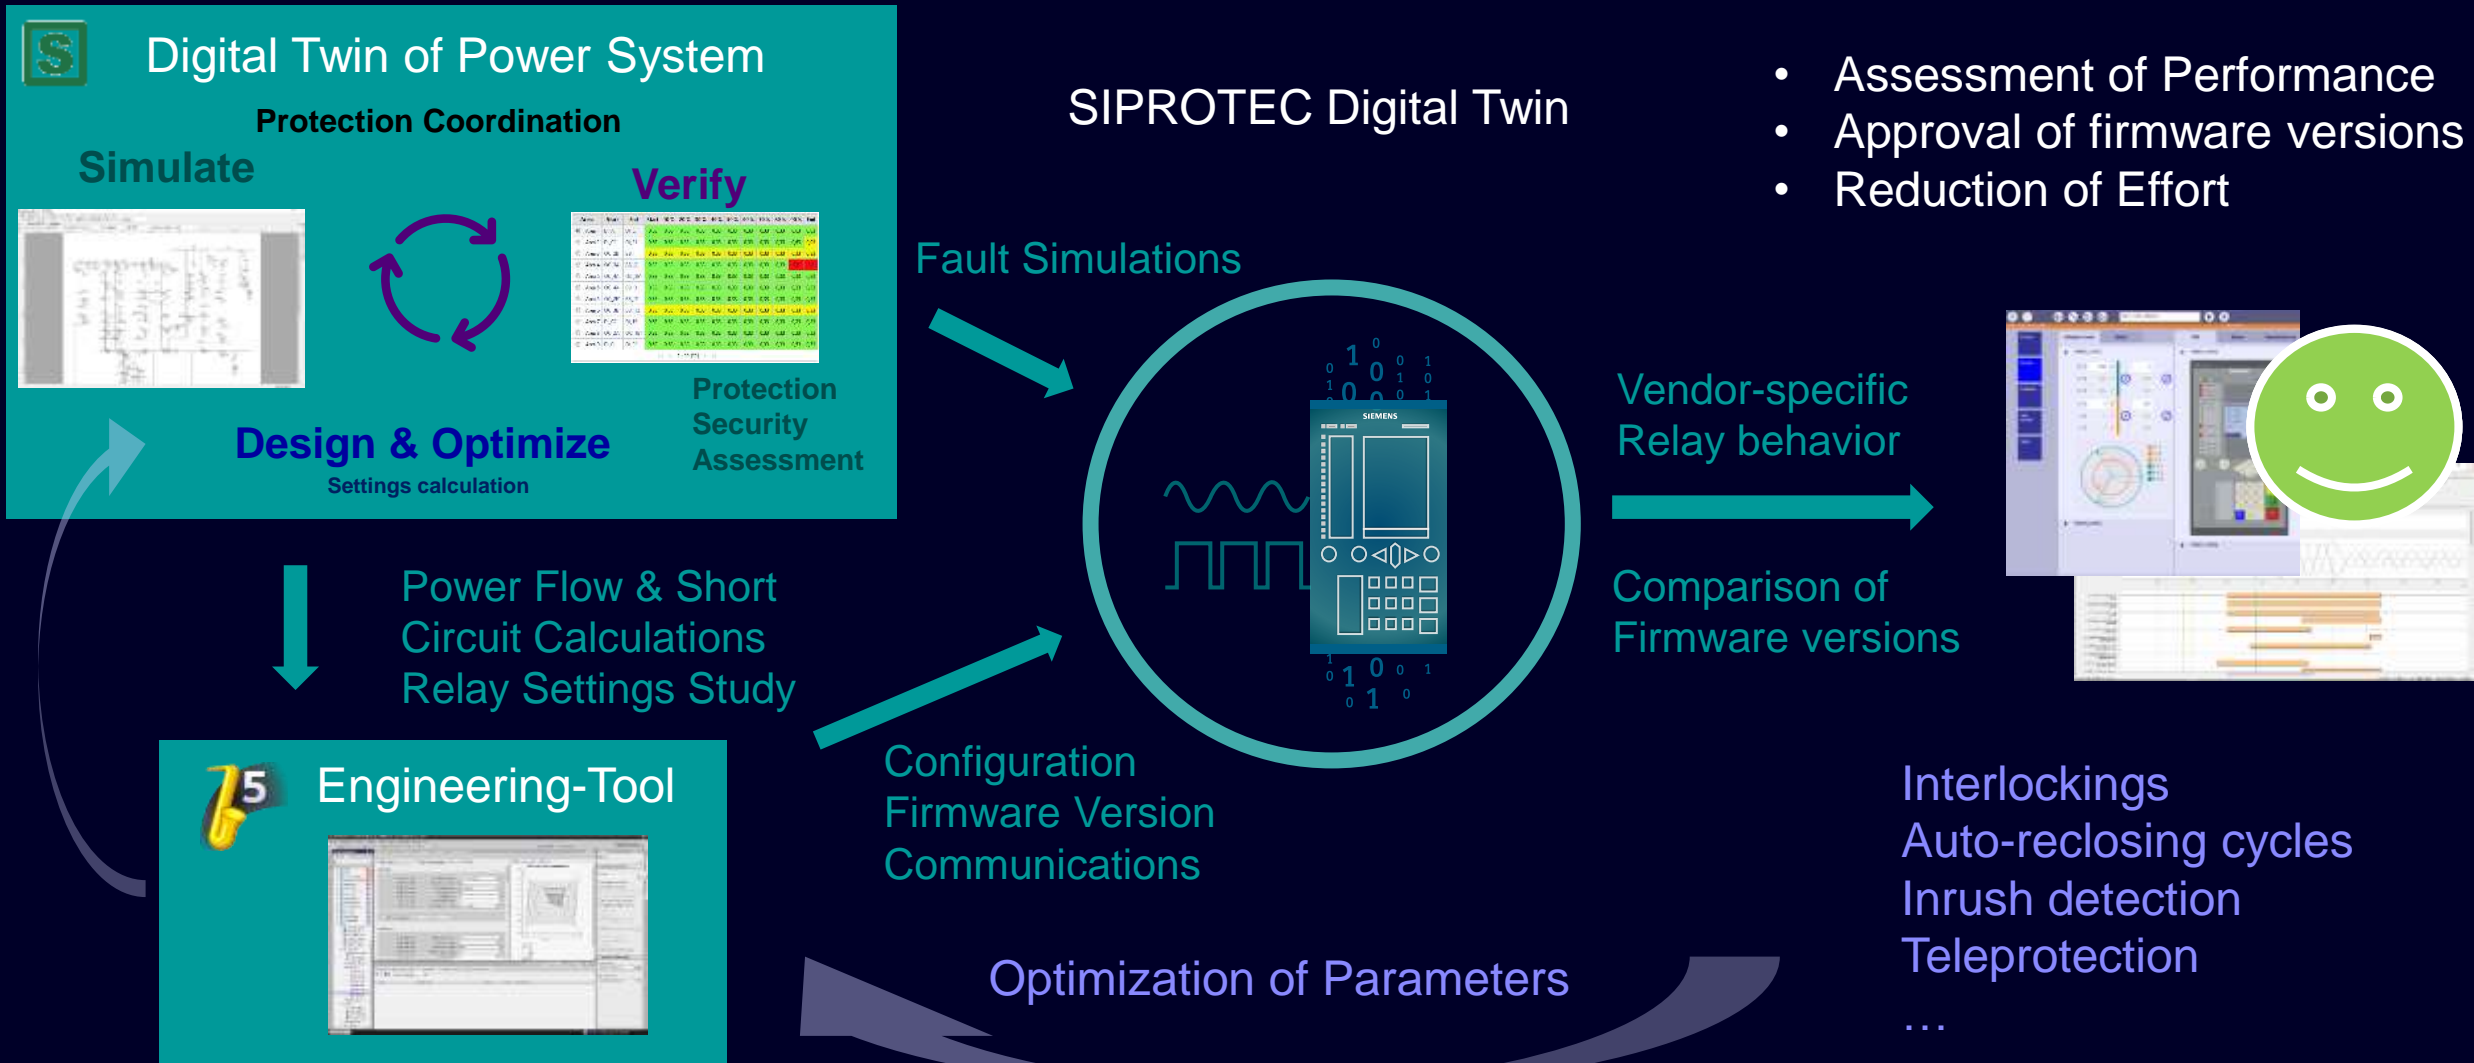 S
Digital Twin of Power System
Protection Coordination
Simulate
Verify
Protection
Security
Assessment
Design & Optimize
Settings calculation
Power Flow & Short
Circuit Calculations
Relay Settings Study
5
Engineering-Tool
SIPROTEC Digital Twin
Fault Simulations
SIEMENS
Configuration
Firmware Version
Communications
Optimization of Parameters
• Assessment of Performance
• Approval of firmware versions
• Reduction of Effort
Vendor-specific
Relay behavior
Comparison of
Firmware versions
Interlockings
Auto-reclosing cycles
Inrush detection
Teleprotection
…